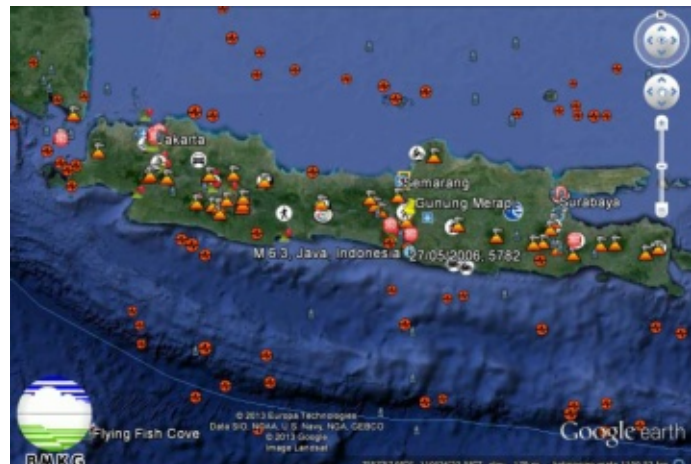 N
Jakarta
Semarang
Gunung Merapi
Surabaya
M 6.3, Java, Indonesia
27/05/2006, 5782
© 2013 Europa Technologies
Data SIO, NOAA, U.S. Navy, NGA, GEBCO
© 2013 Google
Image Landsat
Google earth
Flying Fish Cove
BMKG